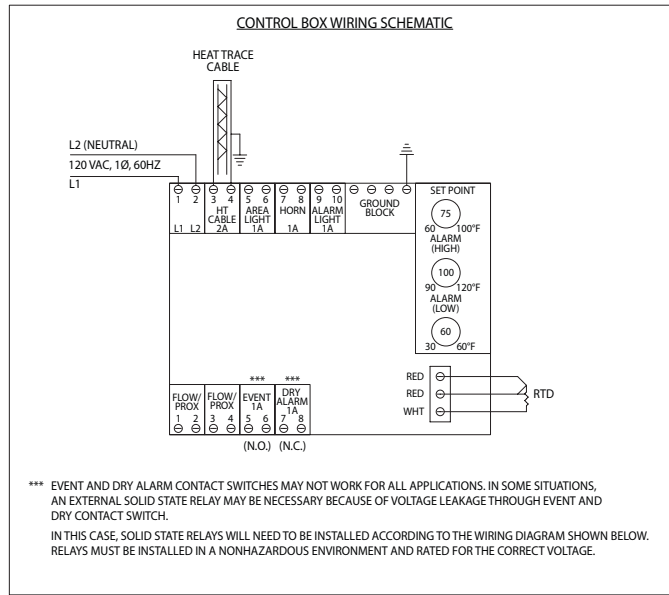 CONTROL BOX WIRING SCHEMATIC
HEAT TRACE
CABLE
L2 (NEUTRAL)
120 VAC, 1Ø, 60HZ
L1
1 2 3 4 5 6 7 8 9 10
L1 L2
HT
CABLE
2A
AREA
LIGHT
1A
HORN
1A
ALARM
LIGHT
1A
GROUND
BLOCK
SET POINT
75
60 100°F
ALARM
(HIGH)
100
90 120°F
ALARM
(LOW)
60
30 60°F
RED
RED
WHT
RTD
*** ***
FLOW/
PROX
1 2
FLOW/
PROX
3 4
EVENT
1A
5 6
DRY
ALARM
1A
7 8
(N.O.) (N.C.)
*** EVENT AND DRY ALARM CONTACT SWITCHES MAY NOT WORK FOR ALL APPLICATIONS. IN SOME SITUATIONS,
AN EXTERNAL SOLID STATE RELAY MAY BE NECESSARY BECAUSE OF VOLTAGE LEAKAGE THROUGH EVENT AND
DRY CONTACT SWITCH.
IN THIS CASE, SOLID STATE RELAYS WILL NEED TO BE INSTALLED ACCORDING TO THE WIRING DIAGRAM SHOWN BELOW.
RELAYS MUST BE INSTALLED IN A NONHAZARDOUS ENVIRONMENT AND RATED FOR THE CORRECT VOLTAGE.